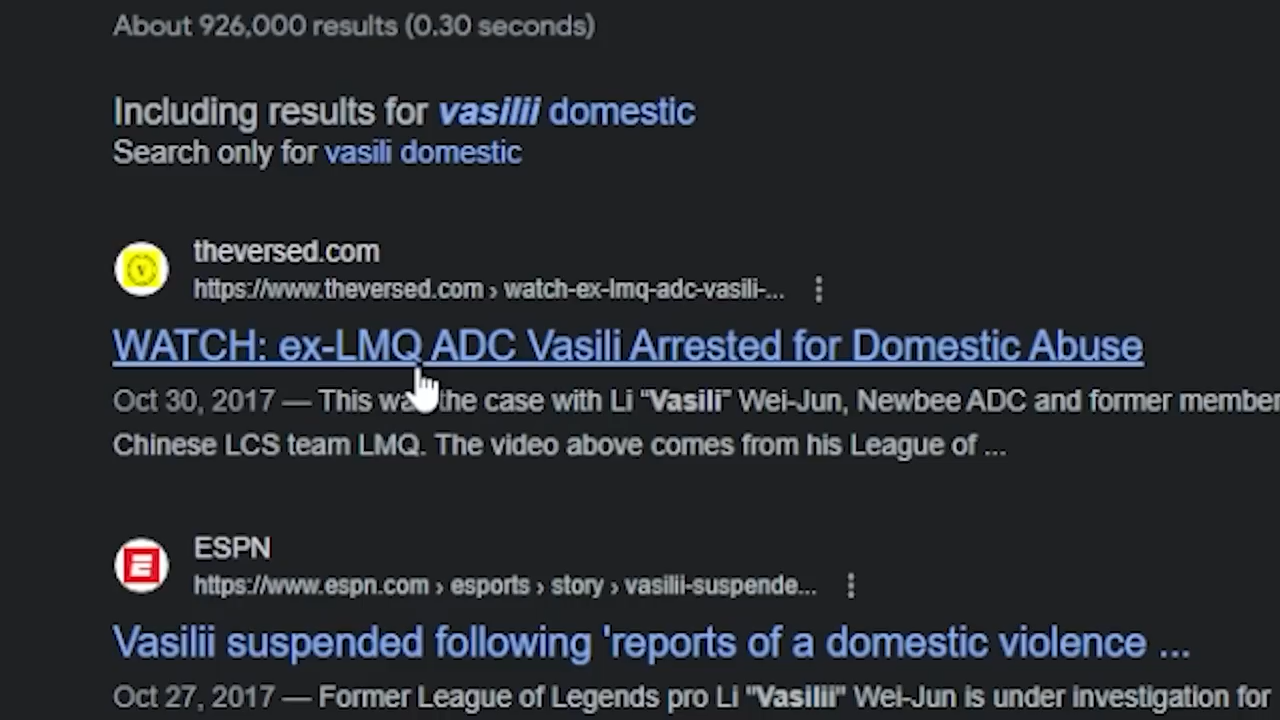 About 926,000 results (0.30 seconds)
Including results for vasilii domestic
Search only for vasili domestic
theversed.com
https://www.theversed.com › watch-ex-lmq-adc-vasili-...
WATCH: ex-LMQ ADC Vasili Arrested for Domestic Abuse
Oct 30, 2017 — This was the case with Li “Vasili” Wei-Jun, Newbee ADC and former member
Chinese LCS team LMQ. The video above comes from his League of ...
ESPN
https://www.espn.com › esports › story › vasilii-suspende...
Vasilii suspended following 'reports of a domestic violence ...
Oct 27, 2017 — Former League of Legends pro Li "Vasilii" Wei-Jun is under investigation for